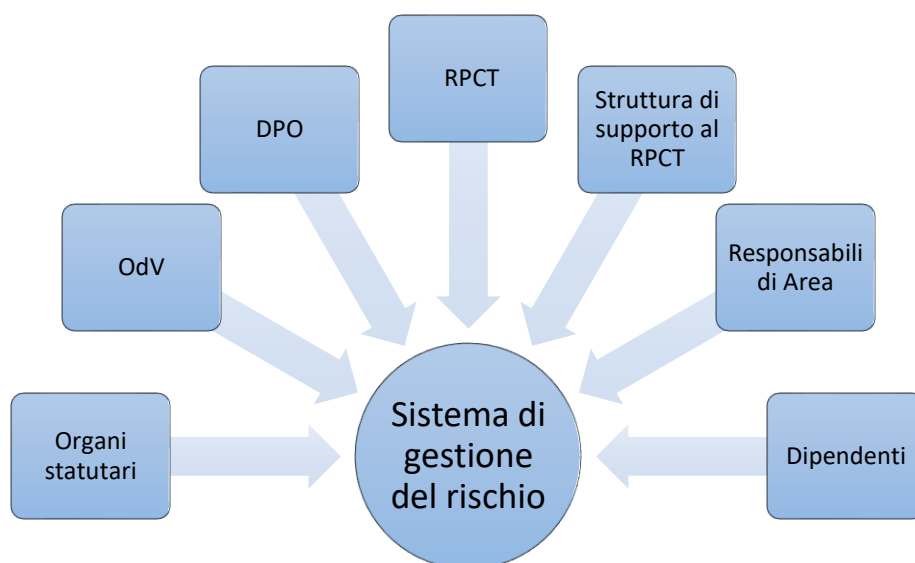 RPCT
DPO
Struttura di
supporto al
RPCT
OdV
Responsabili
di Area
Organi
statutari
Sistema di
gestione
del rischio
Dipendenti